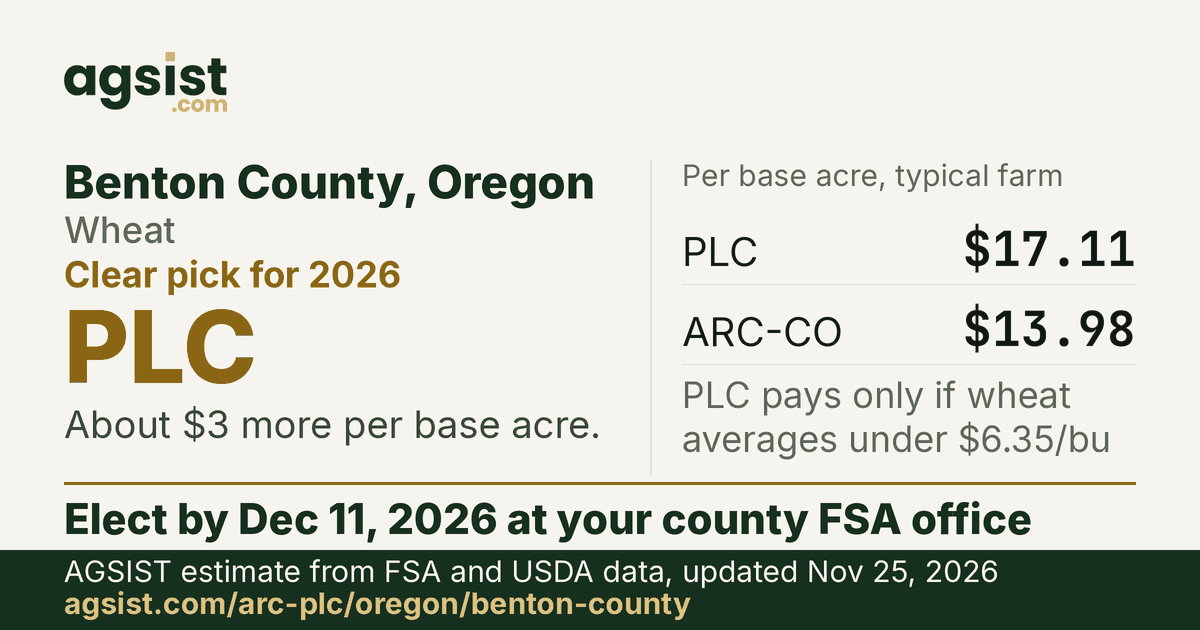 agsist
.com
Benton County, Oregon
Wheat
Clear pick for 2026
PLC
About $3 more per base acre.
Per base acre, typical farm
PLC $17.11
ARC-CO $13.98
PLC pays only if wheat
averages under $6.35/bu
Elect by Dec 11, 2026 at your county FSA office
AGSIST estimate from FSA and USDA data, updated Nov 25, 2026
agsist.com/arc-plc/oregon/benton-county